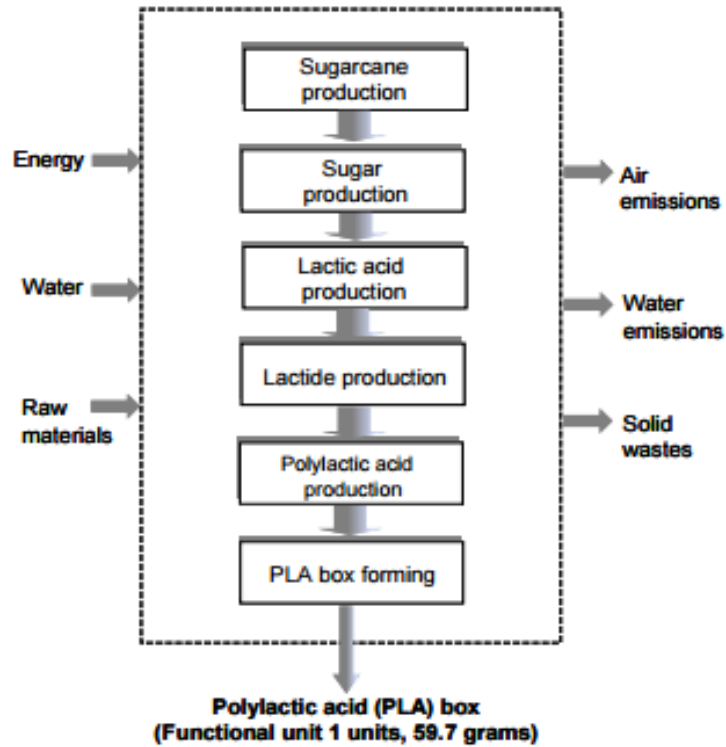 Sugarcane
production
Energy
Sugar
production
Air
emissions
Water
Lactic acid
production
Water
emissions
Lactide production
Raw
materials
Solid
wastes
Polylactic acid
production
PLA box forming
Polylactic acid (PLA) box
(Functional unit 1 units, 59.7 grams)